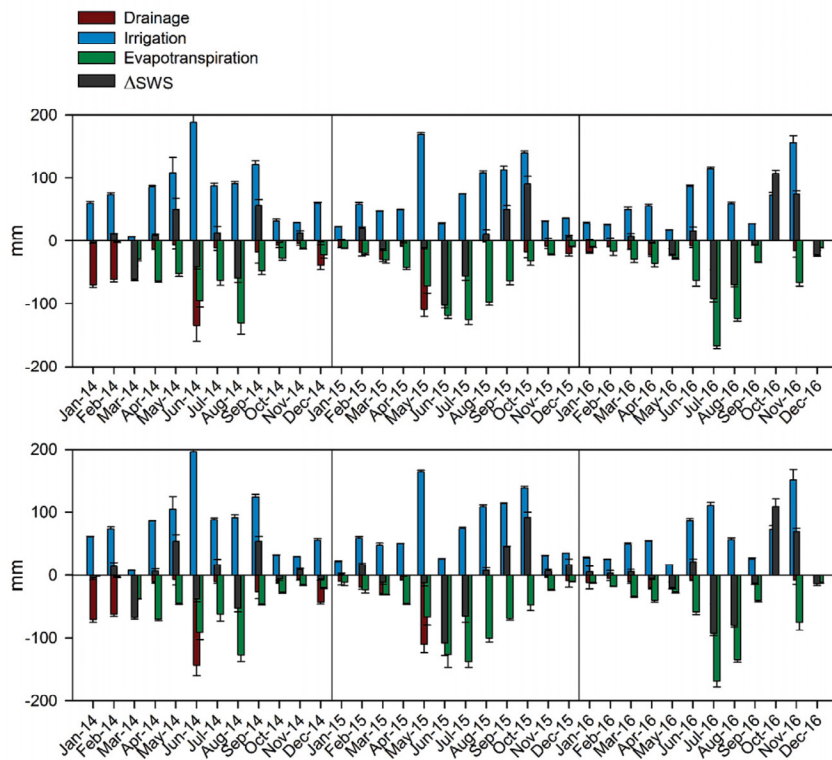 Drainage
Irrigation
Evapotranspiration
ΔSWS
200
100
0
-100
-200
mm
Jan-14 Feb-14 Mar-14 Apr-14 May-14 Jun-14 Jul-14 Aug-14 Sep-14 Oct-14 Nov-14 Dec-14 Jan-15 Feb-15 Mar-15 Apr-15 May-15 Jun-15 Jul-15 Aug-15 Sep-15 Oct-15 Nov-15 Dec-15 Jan-16 Feb-16 Mar-16 Apr-16 May-16 Jun-16 Jul-16 Aug-16 Sep-16 Oct-16 Nov-16 Dec-16
200
100
0
-100
-200
mm
Jan-14 Feb-14 Mar-14 Apr-14 May-14 Jun-14 Jul-14 Aug-14 Sep-14 Oct-14 Nov-14 Dec-14 Jan-15 Feb-15 Mar-15 Apr-15 May-15 Jun-15 Jul-15 Aug-15 Sep-15 Oct-15 Nov-15 Dec-15 Jan-16 Feb-16 Mar-16 Apr-16 May-16 Jun-16 Jul-16 Aug-16 Sep-16 Oct-16 Nov-16 Dec-16